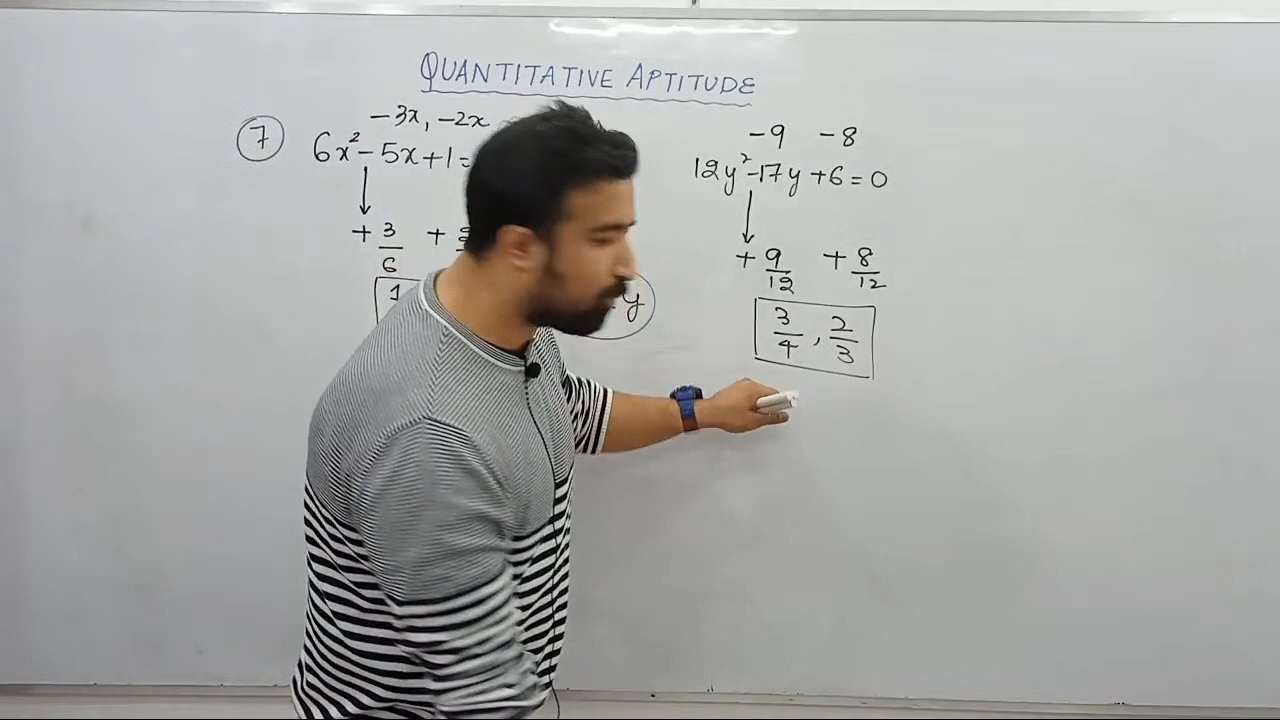 QUANTITATIVE APTITUDE
7
-3x, -2x
6x² - 5x + 1 =
+ 3/6 +
1
y
-9 -8
12y² - 17y + 6 = 0
+ 9/12 + 8/12
3/4 , 2/3